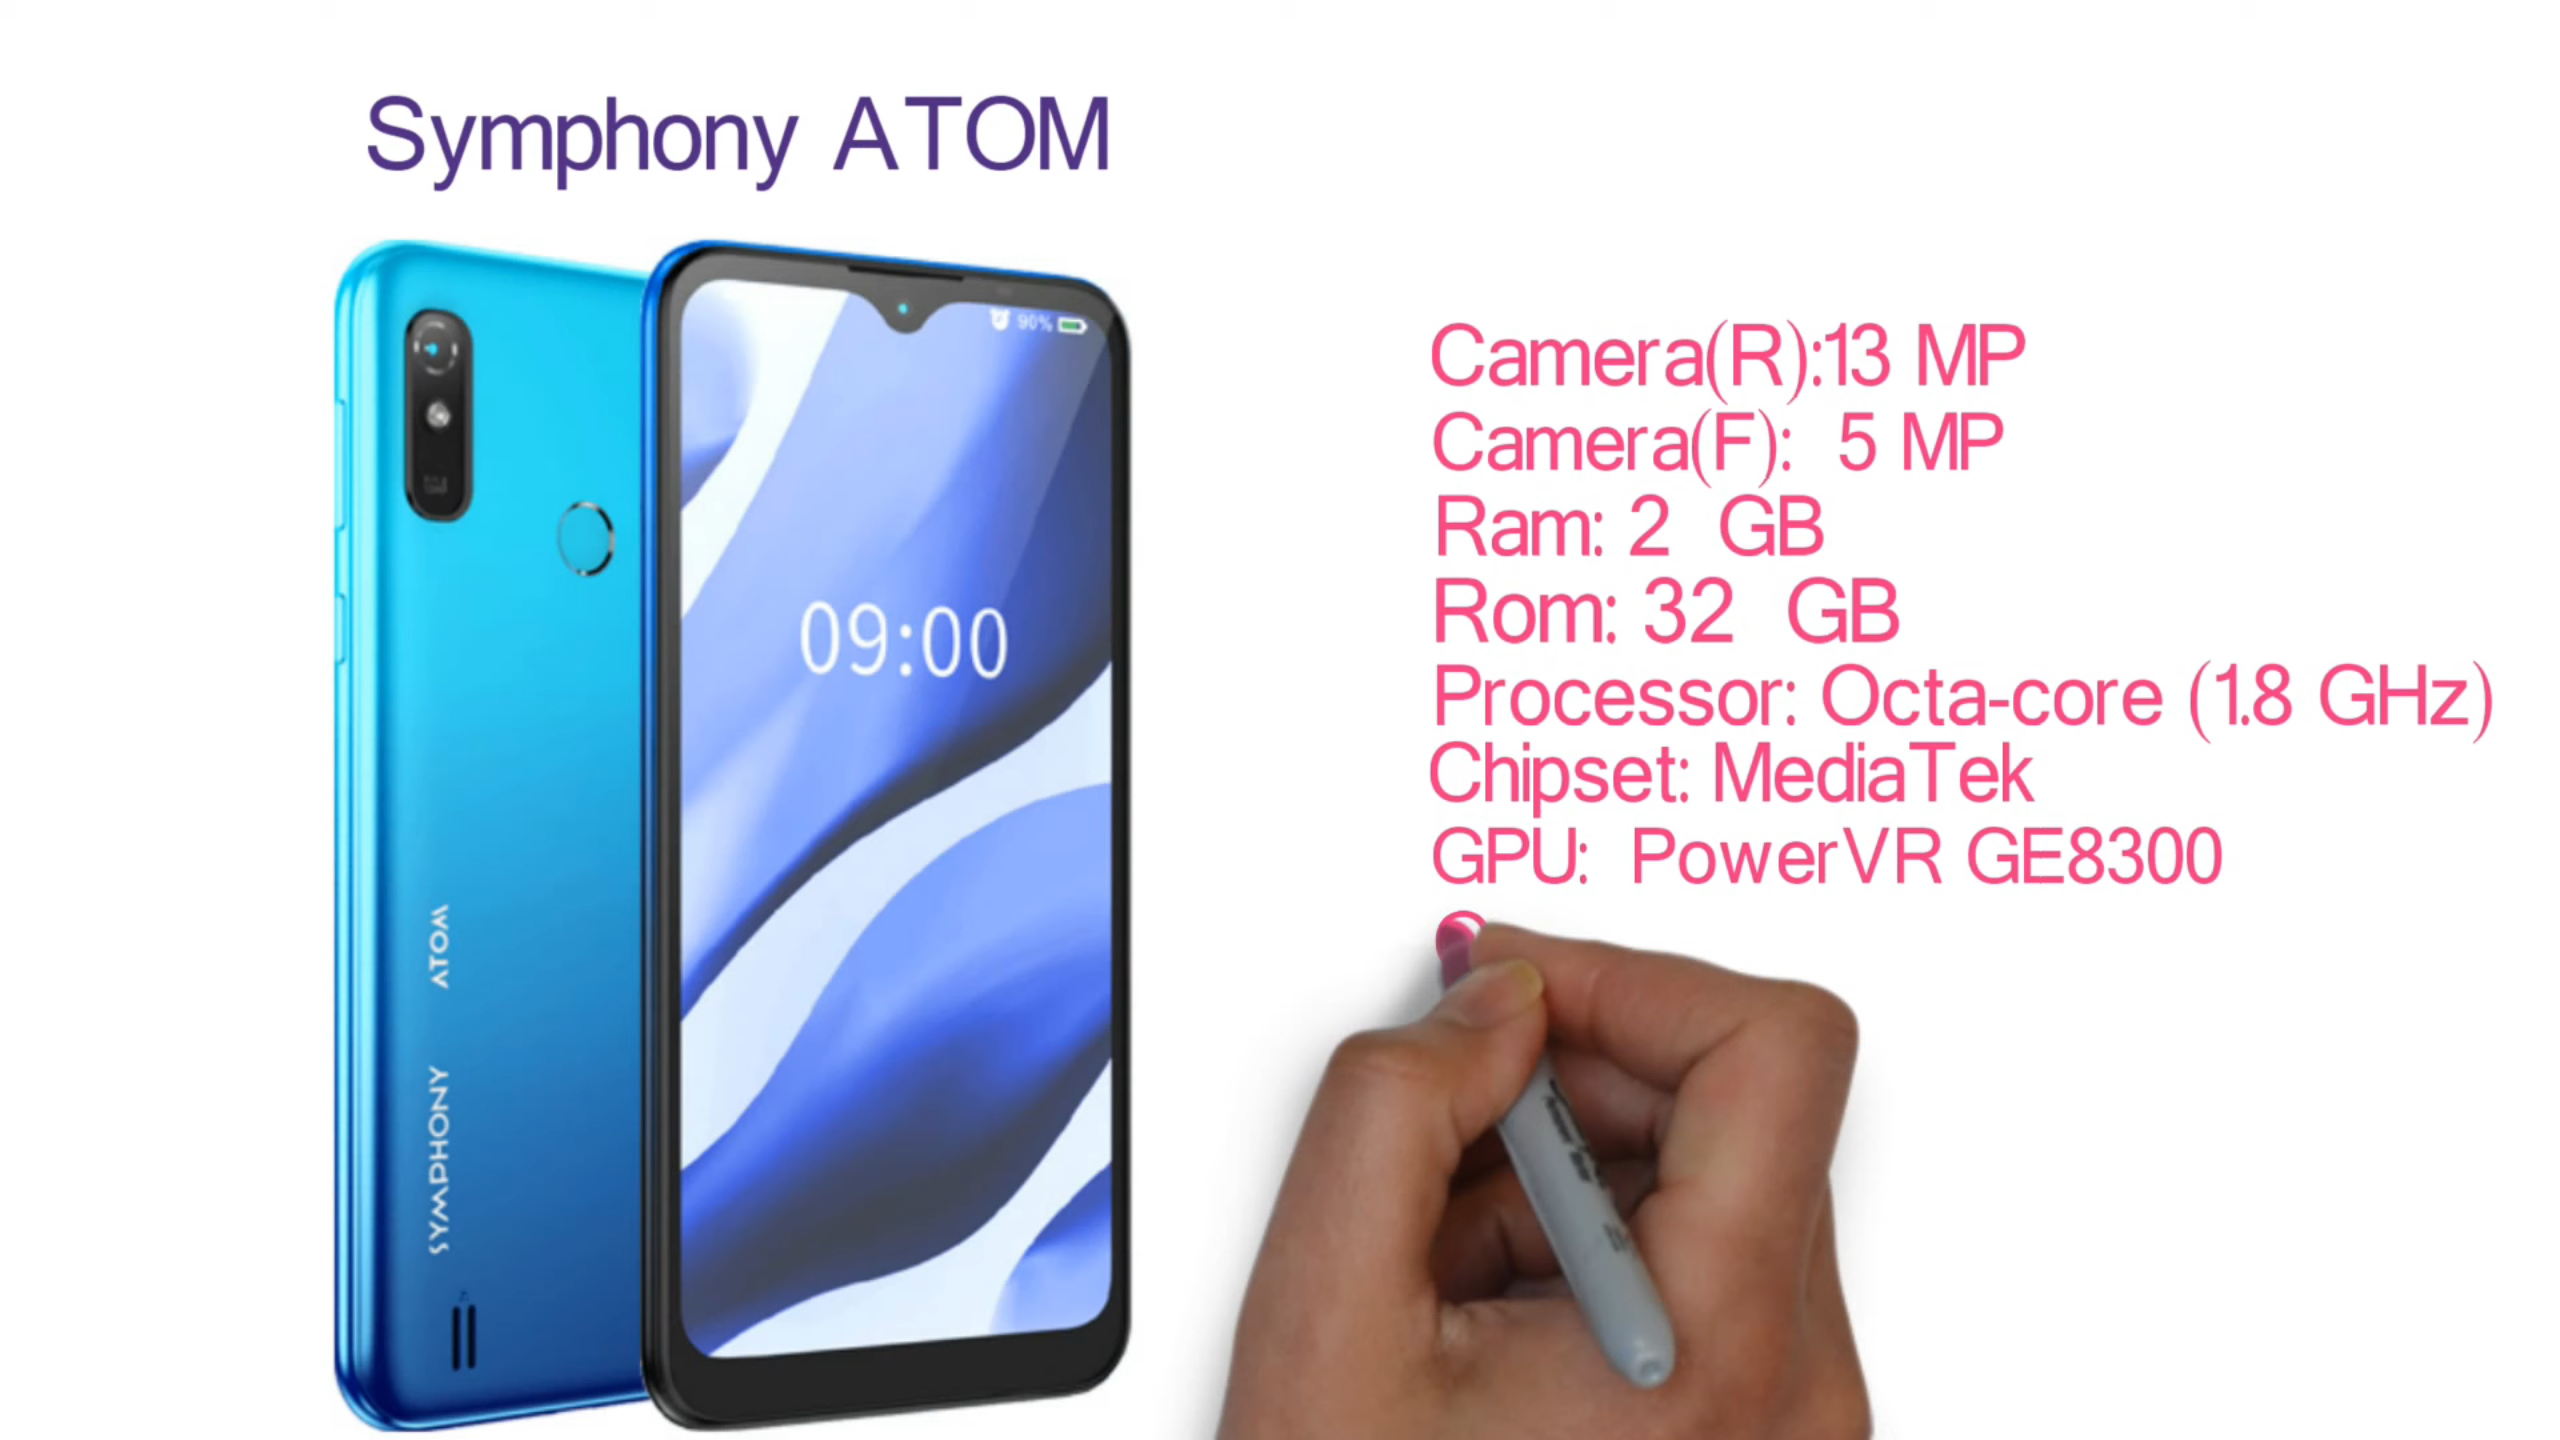 Symphony ATOM
90%
09:00
SYMPHONY ATOM
Camera(R):13 MP
Camera(F): 5 MP
Ram: 2 GB
Rom: 32 GB
Processor: Octa-core (1.8 GHz)
Chipset: MediaTek
GPU: PowerVR GE8300